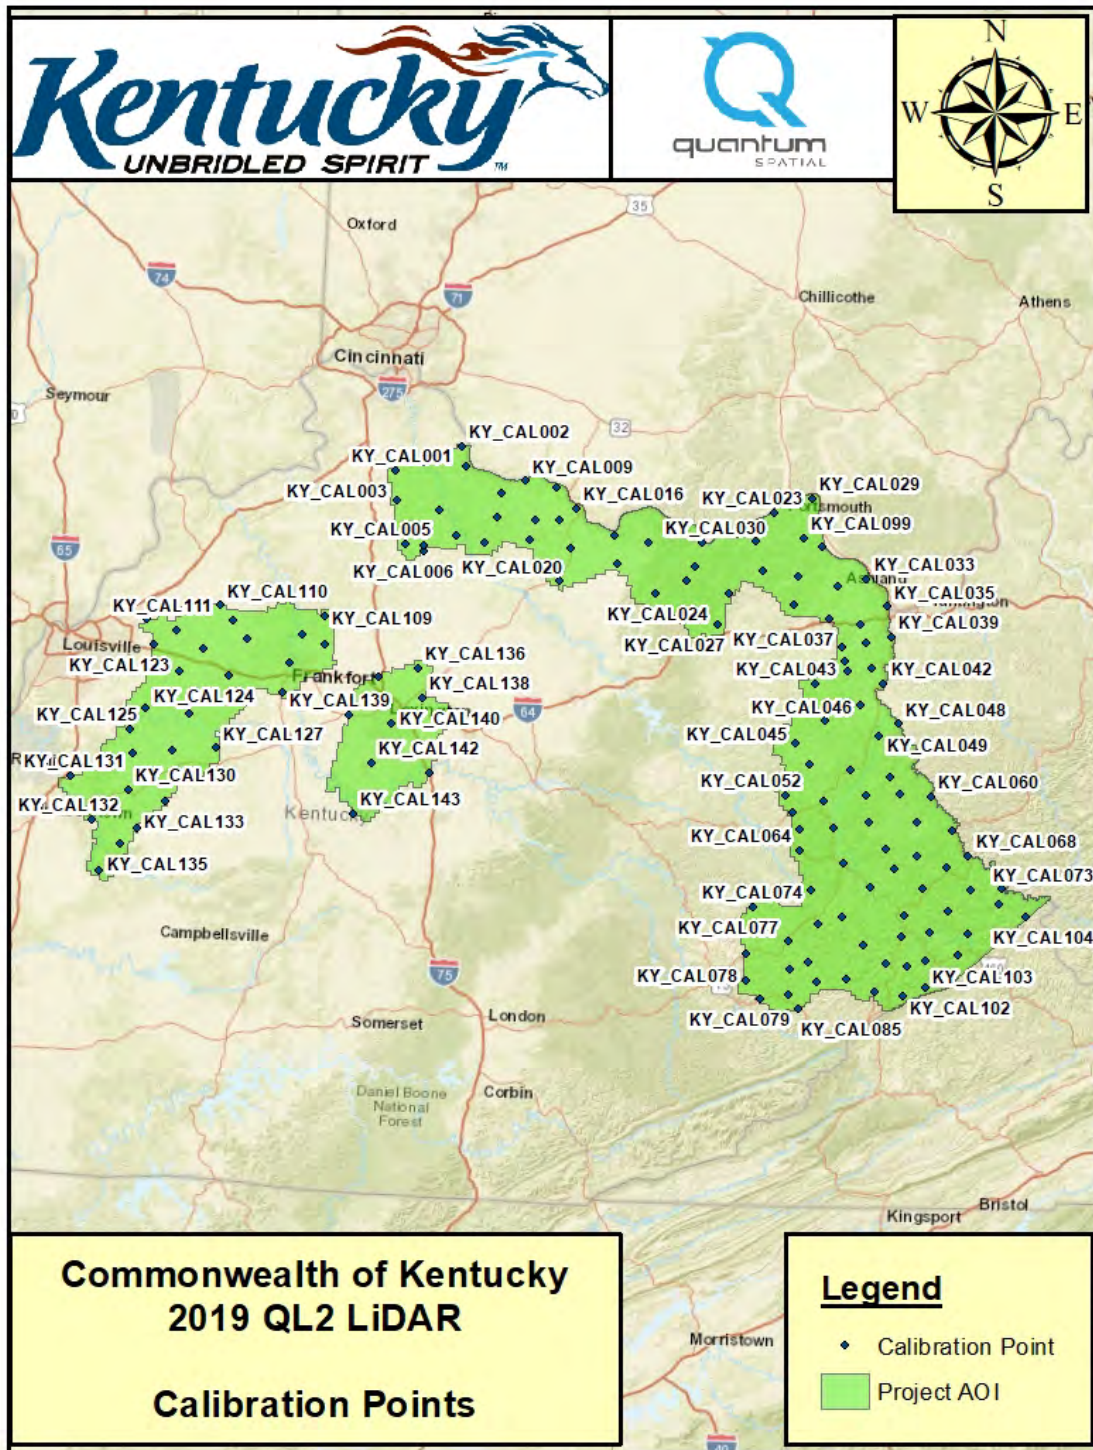 Kentucky
UNBRIDLED SPIRIT
TM
quantum
SPATIAL
N
W
E
S
35
Oxford
74
71
Chillicothe
Athens
Cincinnati
275
Seymour
32
KY_CAL002
KY_CAL001
KY_CAL009
KY_CAL003
KY_CAL016
KY_CAL023
KY_CAL029
KY_CAL005
KY_CAL030
KY_CAL099
65
KY_CAL006
KY_CAL020
KY_CAL033
Ashland
KY_CAL110
KY_CAL111
KY_CAL035
KY_CAL109
KY_CAL024
KY_CAL039
Louisville
KY_CAL027
KY_CAL037
KY_CAL136
KY_CAL123
Frankfort
KY_CAL043
KY_CAL042
KY_CAL138
KY_CAL124
KY_CAL139
64
KY_CAL046
KY_CAL048
KY_CAL125
KY_CAL140
KY_CAL127
KY_CAL045
KY_CAL049
KY_CAL142
KY_CAL131
KY_CAL130
KY_CAL052
KY_CAL060
KY_CAL132
KY_CAL143
Kentucky
KY_CAL133
KY_CAL064
KY_CAL068
KY_CAL135
KY_CAL073
KY_CAL074
KY_CAL077
Campbellsville
KY_CAL104
75
KY_CAL078
KY_CAL103
KY_CAL102
London
Somerset
KY_CAL079
KY_CAL085
Daniel Boone
National
Forest
Corbin
Bristol
Kingsport
Commonwealth of Kentucky
2019 QL2 LiDAR
Calibration Points
Morristown
40
Legend
Calibration Point
Project AOI